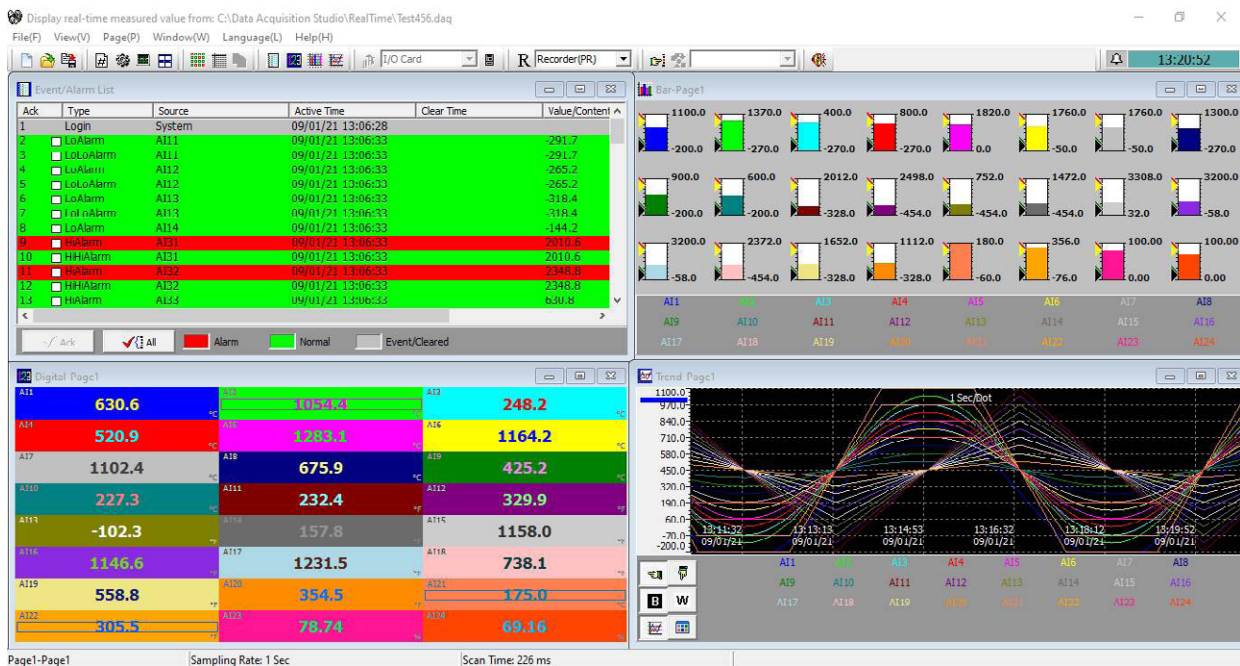 Display real-time measured value from: C:\Data Acquisition Studio\RealTime\Test456.daq
File(F) View(V) Page(P) Window(W) Language(L) Help(H)
I/O Card R Recorder(PR) 13:20:52
Event/Alarm List
Ack Type Source Active Time Clear Time Value/Content
1 Login System 09/01/21 13:06:28
2 LoAlarm AI11 09/01/21 13:06:33 -291.7
3 LoLoAlarm AI11 09/01/21 13:06:33 -291.7
4 LoAlarm AI12 09/01/21 13:06:33 -265.2
5 LoLoAlarm AI12 09/01/21 13:06:33 -265.2
6 LoAlarm AI13 09/01/21 13:06:33 -318.4
7 LoLoAlarm AI13 09/01/21 13:06:33 -318.4
8 LoAlarm AI14 09/01/21 13:06:33 -144.2
9 HiAlarm AI31 09/01/21 13:06:33 2010.6
10 HiHiAlarm AI31 09/01/21 13:06:33 2010.6
11 HiAlarm AI32 09/01/21 13:06:33 2348.8
12 HiHiAlarm AI32 09/01/21 13:06:33 2348.8
13 HiAlarm AI33 09/01/21 13:06:33 630.8
Ack All Alarm Normal Event/Cleared
Bar-Page1
1100.0 1370.0 400.0 800.0 1820.0 1760.0 1760.0 1300.0
-200.0 -270.0 -270.0 -270.0 0.0 -50.0 -50.0 -270.0
900.0 600.0 2012.0 2498.0 752.0 1472.0 3308.0 3200.0
-200.0 -200.0 -328.0 -454.0 -454.0 -454.0 32.0 -58.0
3200.0 2372.0 1652.0 1112.0 180.0 356.0 100.00 100.00
-58.0 -454.0 -328.0 -328.0 -60.0 -76.0 0.00 0.00
AI1 AI2 AI3 AI4 AI5 AI6 AI7 AI8
AI9 AI10 AI11 AI12 AI13 AI14 AI15 AI16
AI17 AI18 AI19 AI20 AI21 AI22 AI23 AI24
Digital Page1
AI1 630.6 °C AI2 1054.4 °C AI3 248.2 °C
AI4 520.9 °C AI5 1283.1 °C AI6 1164.2 °C
AI7 1102.4 °C AI8 675.9 °C AI9 425.2 °C
AI10 227.3 °C AI11 232.4 °F AI12 329.9 °F
AI13 -102.3 °F AI14 157.8 °F AI15 1158.0 °F
AI16 1146.6 °F AI17 1231.5 °F AI18 738.1 °F
AI19 558.8 °F AI20 354.5 °F AI21 175.0 °F
AI22 305.5 °F AI23 78.74 % AI24 69.16 %
Trend Page1
1100.0
970.0
840.0
710.0
580.0
450.0
320.0
190.0
60.0
-70.0
-200.0
1 Sec/Dot
13:11:32 13:13:13 13:14:53 13:16:32 13:18:12 13:19:52
09/01/21 09/01/21 09/01/21 09/01/21 09/01/21 09/01/21
B W
AI1 AI2 AI3 AI4 AI5 AI6 AI7 AI8
AI9 AI10 AI11 AI12 AI13 AI14 AI15 AI16
AI17 AI18 AI19 AI20 AI21 AI22 AI23 AI24
Page1-Page1 Sampling Rate: 1 Sec Scan Time: 226 ms